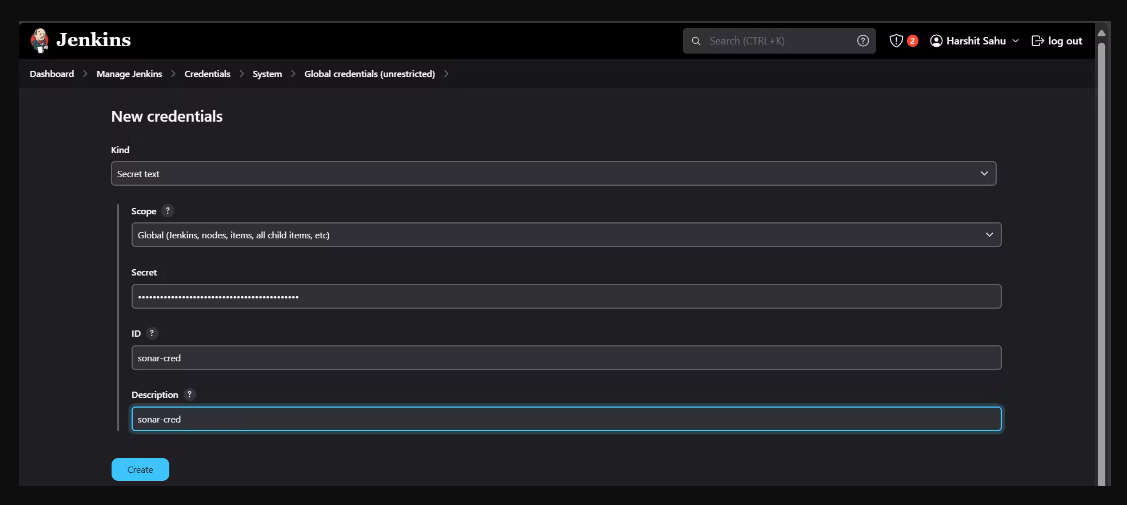 Jenkins
Search (CTRL+K) ? 2 Harshit Sahu log out
Dashboard Manage Jenkins Credentials System Global credentials (unrestricted)
New credentials
Kind
Secret text
Scope ?
Global (Jenkins, nodes, items, all child items, etc)
Secret
••••••••••••••••••••••••••••••••••••••••••••
ID ?
sonar-cred
Description ?
sonar-cred
Create